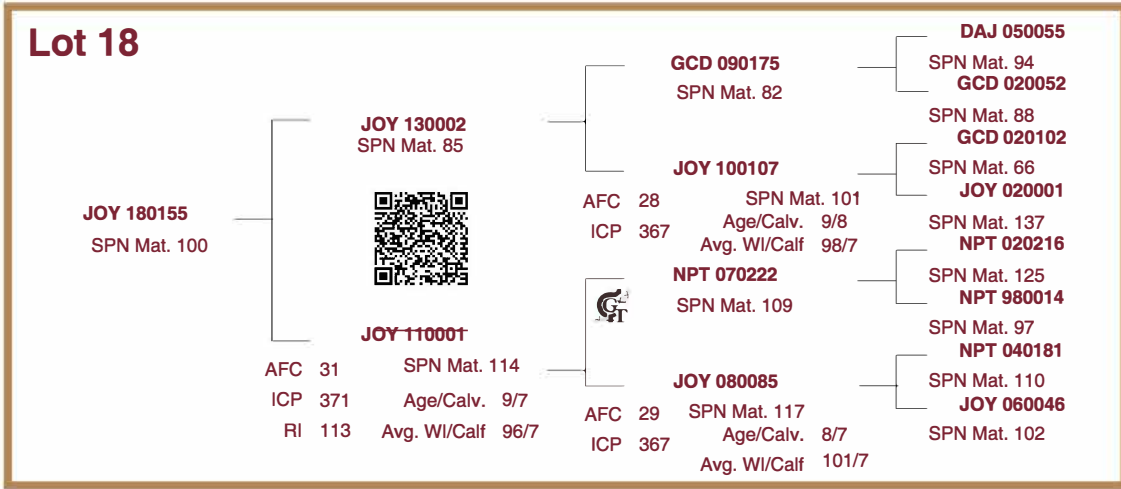 Lot 18
DAJ 050055
GCD 090175
SPN Mat. 94
SPN Mat. 82
GCD 020052
SPN Mat. 88
JOY 130002
GCD 020102
SPN Mat. 85
JOY 100107
SPN Mat. 66
AFC 28 SPN Mat. 101
JOY 020001
JOY 180155
ICP 367 Age/Calv. 9/8
SPN Mat. 137
SPN Mat. 100
Avg. WI/Calf 98/7
NPT 020216
NPT 070222
SPN Mat. 125
GT
SPN Mat. 109
NPT 980014
SPN Mat. 97
JOY 110001
NPT 040181
AFC 31 SPN Mat. 114
JOY 080085
SPN Mat. 110
ICP 371 Age/Calv. 9/7
AFC 29 SPN Mat. 117
JOY 060046
RI 113 Avg. WI/Calf 96/7
ICP 367 Age/Calv. 8/7
SPN Mat. 102
Avg. WI/Calf 101/7